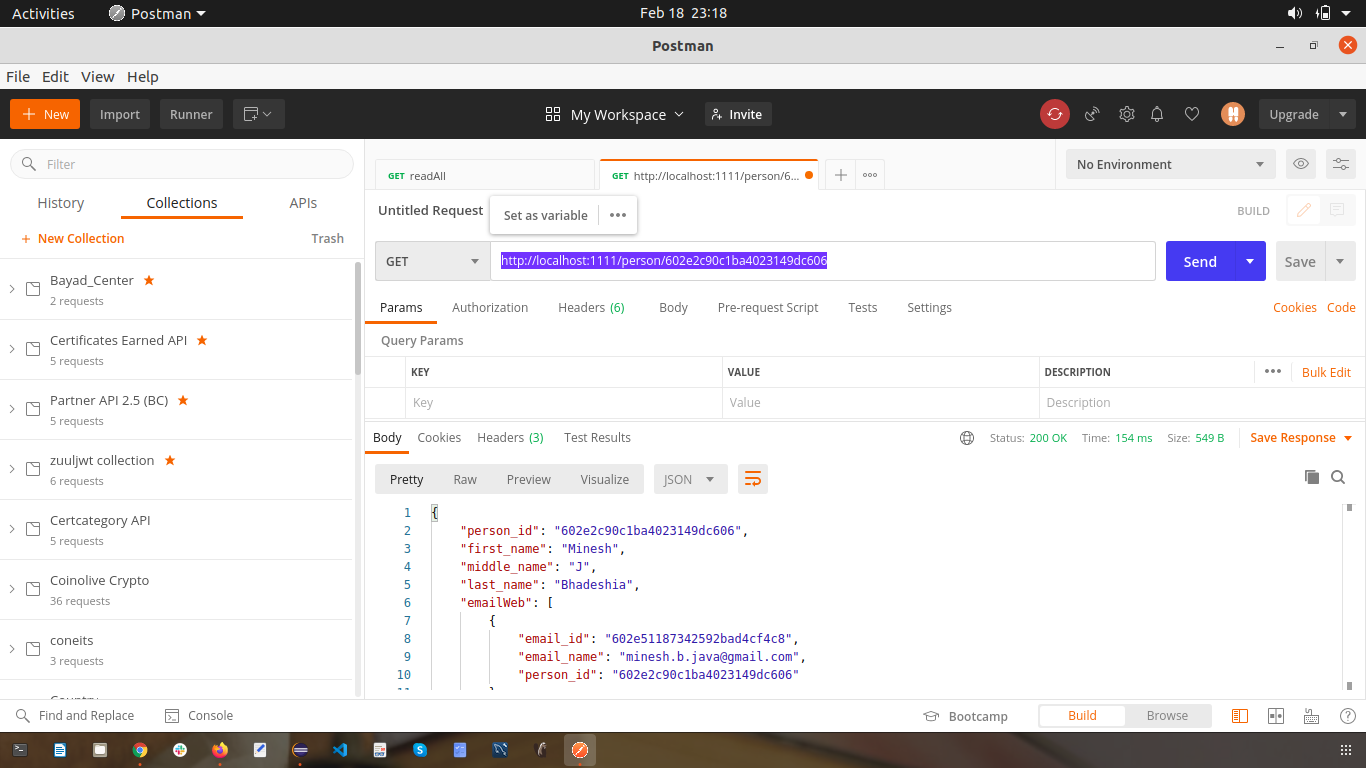 Activities Postman Feb 18 23:18
Postman
File Edit View Help
New Import Runner My Workspace Invite Upgrade
Filter
History Collections APIs
+ New Collection Trash
Bayad_Center
2 requests
Certificates Earned API
5 requests
Partner API 2.5 (BC)
5 requests
zuuljwt collection
6 requests
Certcategory API
5 requests
Coinolive Crypto
36 requests
coneits
3 requests
Country
GET readAll
GET http://localhost:1111/person/6...
No Environment
Untitled Request
Set as variable
BUILD
GET http://localhost:1111/person/602e2c90c1ba4023149dc606
Send Save
Params Authorization Headers (6) Body Pre-request Script Tests Settings Cookies Code
Query Params
KEY VALUE DESCRIPTION Bulk Edit
Key Value Description
Body Cookies Headers (3) Test Results Status: 200 OK Time: 154 ms Size: 549 B Save Response
Pretty Raw Preview Visualize JSON
1 {
2 "person_id": "602e2c90c1ba4023149dc606",
3 "first_name": "Minesh",
4 "middle_name": "J",
5 "last_name": "Bhadeshia",
6 "emailWeb": [
7 {
8 "email_id": "602e51187342592bad4cf4c8",
9 "email_name": "minesh.b.java@gmail.com",
10 "person_id": "602e2c90c1ba4023149dc606"
11 }
Find and Replace Console Bootcamp Build Browse